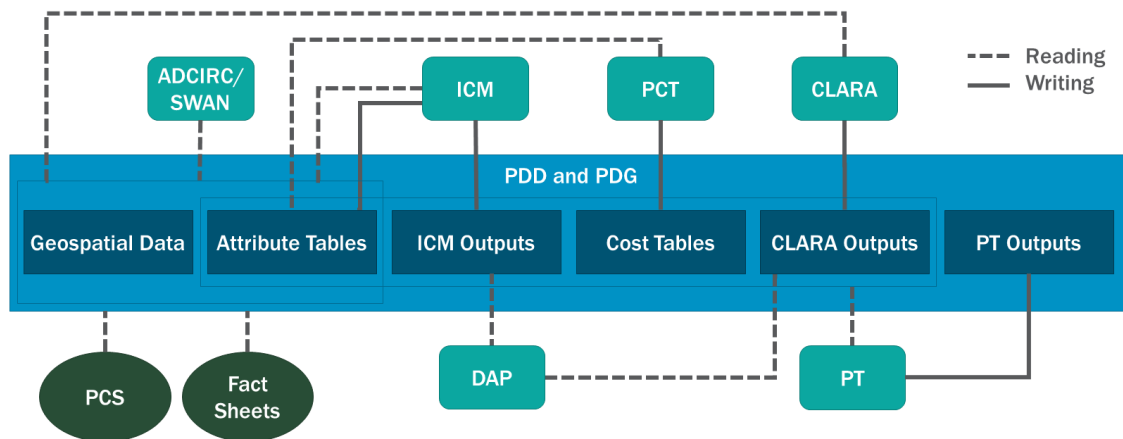 Reading
Writing
ADCIRC/
SWAN
ICM
PCT
CLARA
PDD and PDG
Geospatial Data
Attribute Tables
ICM Outputs
Cost Tables
CLARA Outputs
PT Outputs
PCS
Fact
Sheets
DAP
PT